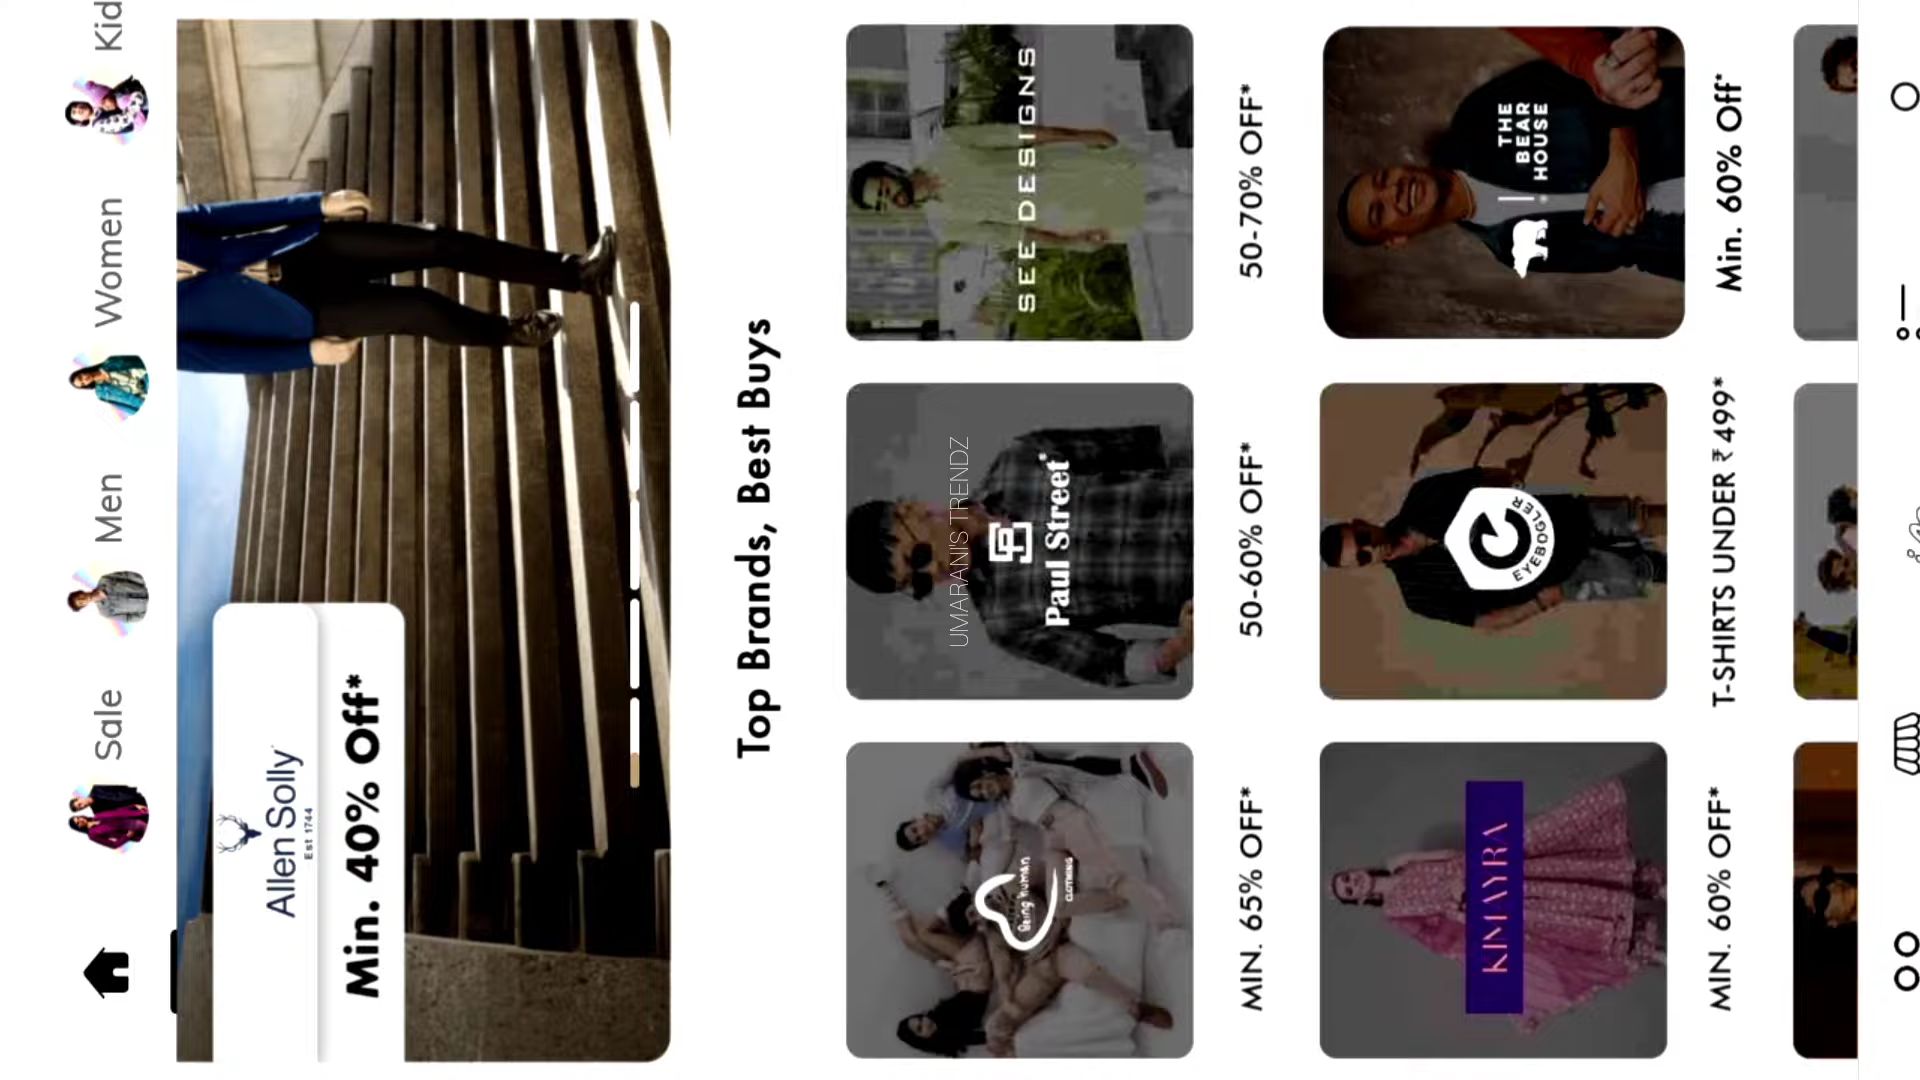 Sale
Men
Women
Kid
Allen Solly
Est 1744
Min. 40% Off*
Top Brands, Best Buys
Being Human
CLOTHING
UMARANI'S TRENDZ
Paul Street
SEE DESIGNS
MIN. 65% OFF*
50-60% OFF*
50-70% OFF*
KIMAYRA
EYEBOGLER
THE
BEAR
HOUSE
MIN. 60% OFF*
T-SHIRTS UNDER ₹ 499*
Min. 60% Off*